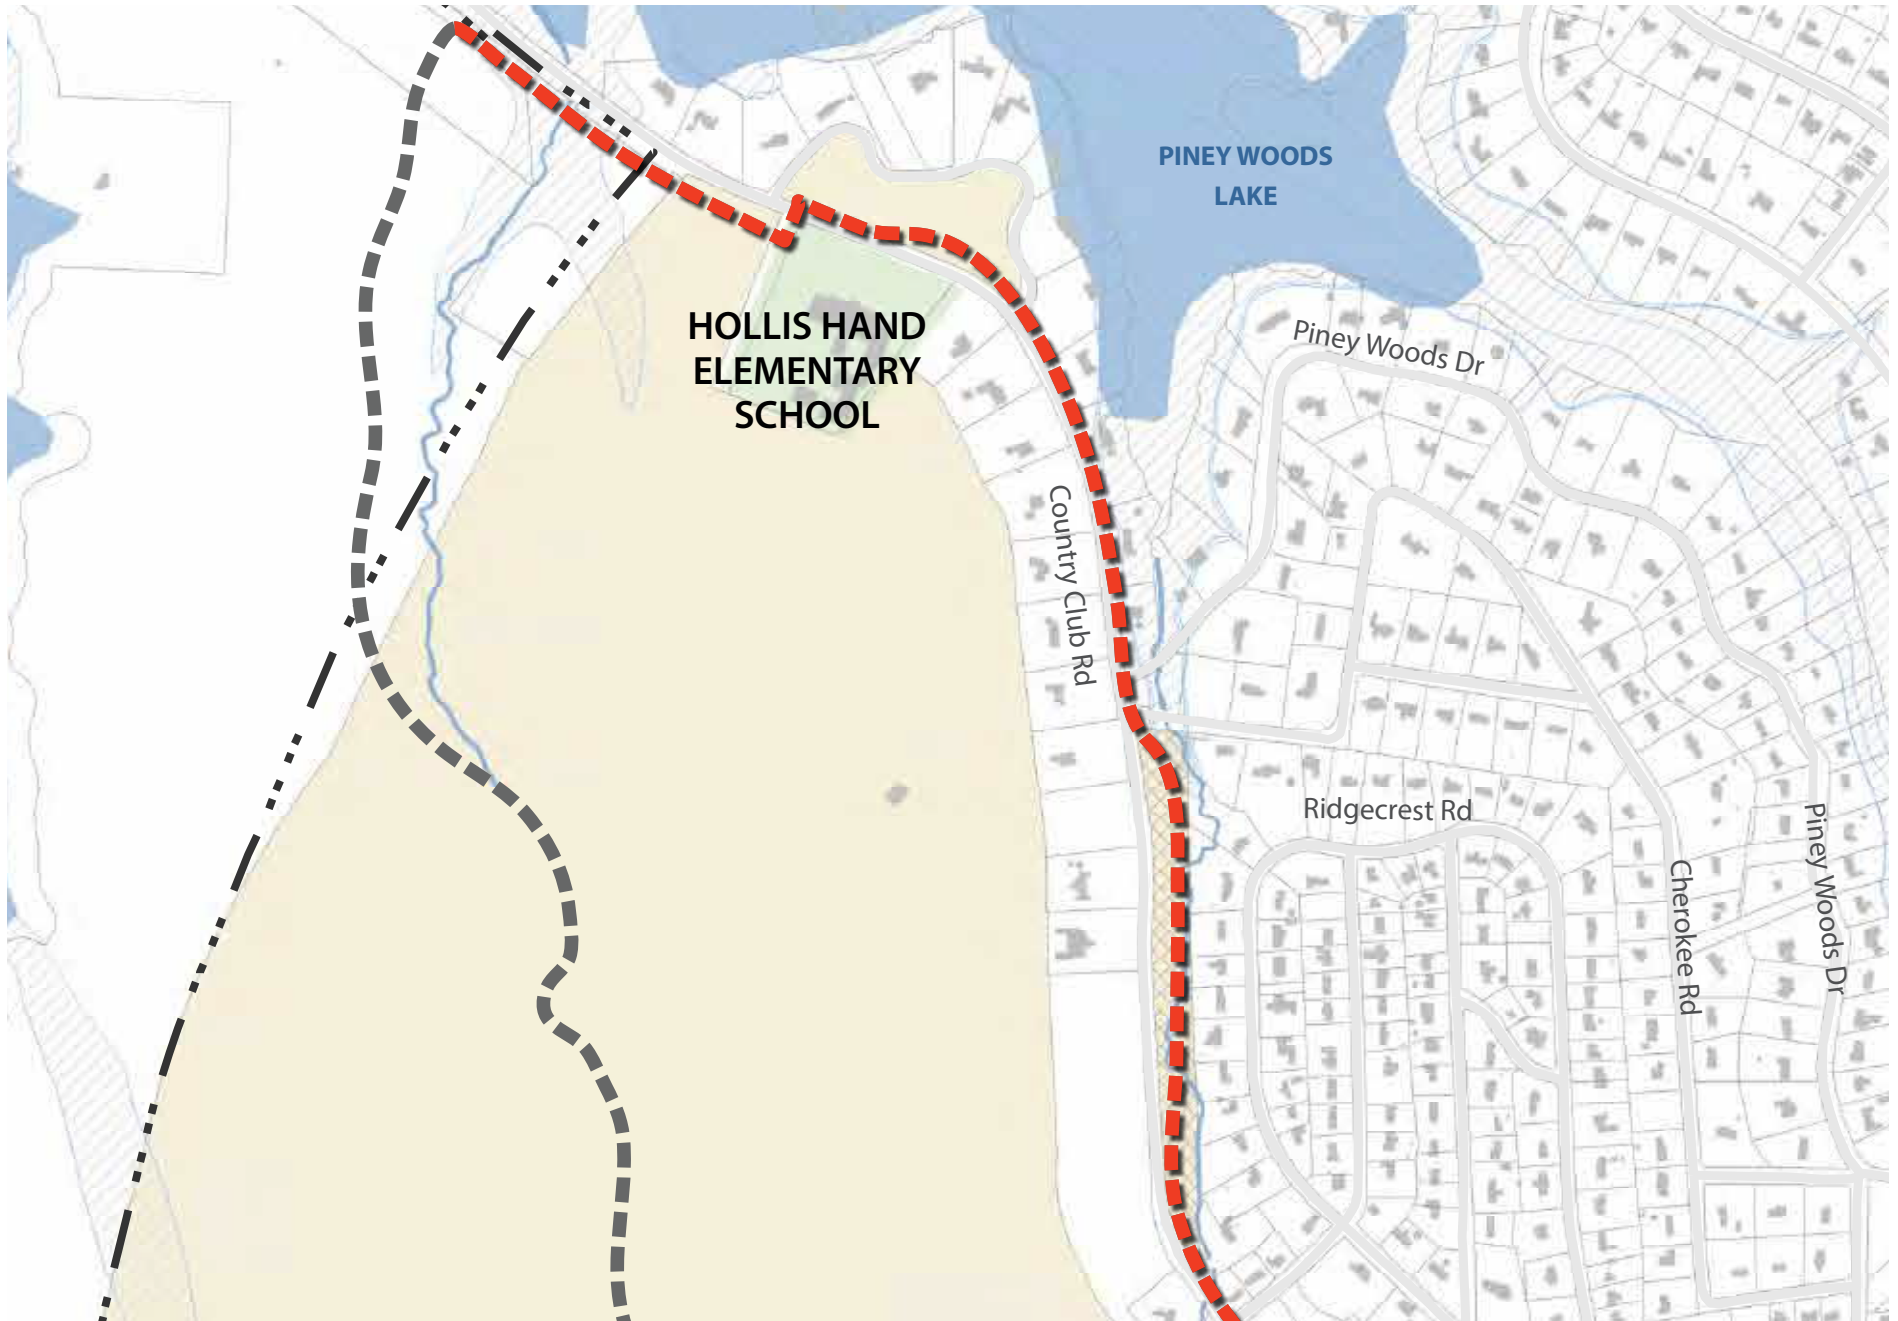 PINEY WOODS
LAKE
HOLLIS HAND
ELEMENTARY
SCHOOL
Piney Woods Dr
Country Club Rd
Ridgecrest Rd
Cherokee Rd
Piney Woods Dr